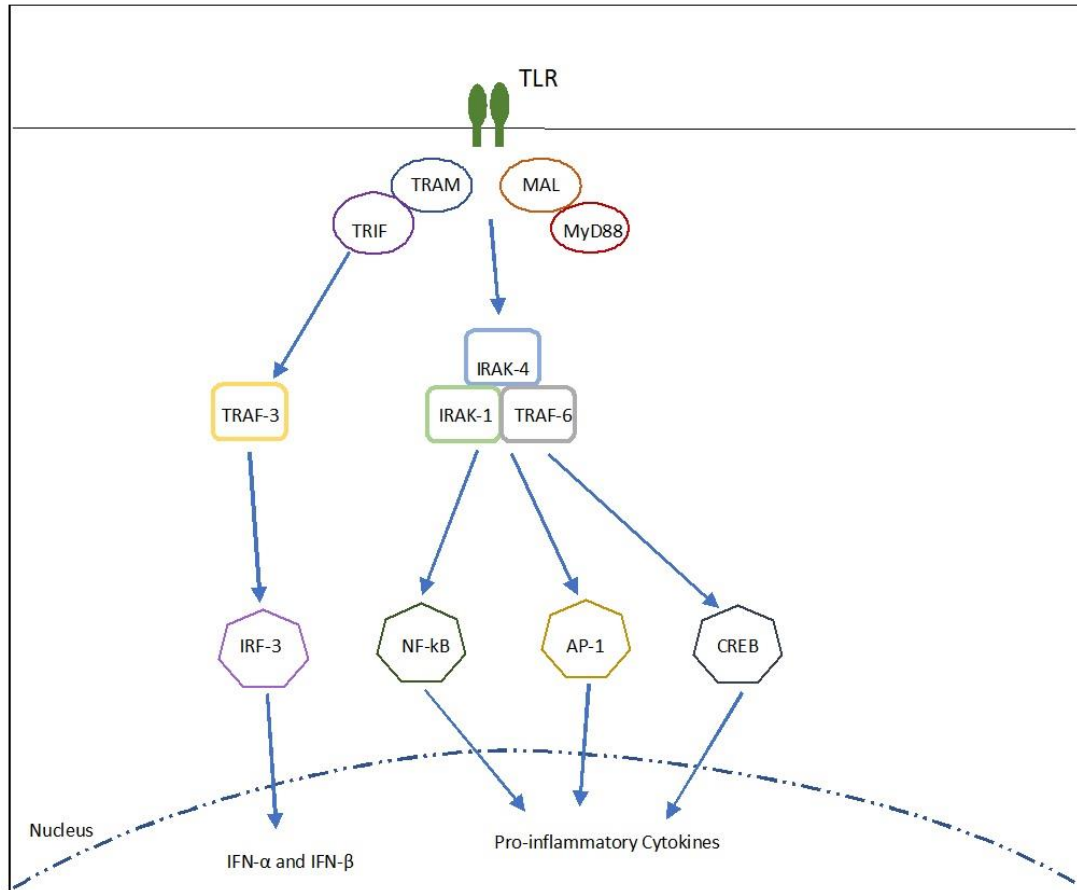 TLR
TRAM
MAL
TRIF
MyD88
IRAK-4
TRAF-3
IRAK-1
TRAF-6
IRF-3
NF-kB
AP-1
CREB
Nucleus
Pro-inflammatory Cytokines
IFN-α and IFN-β